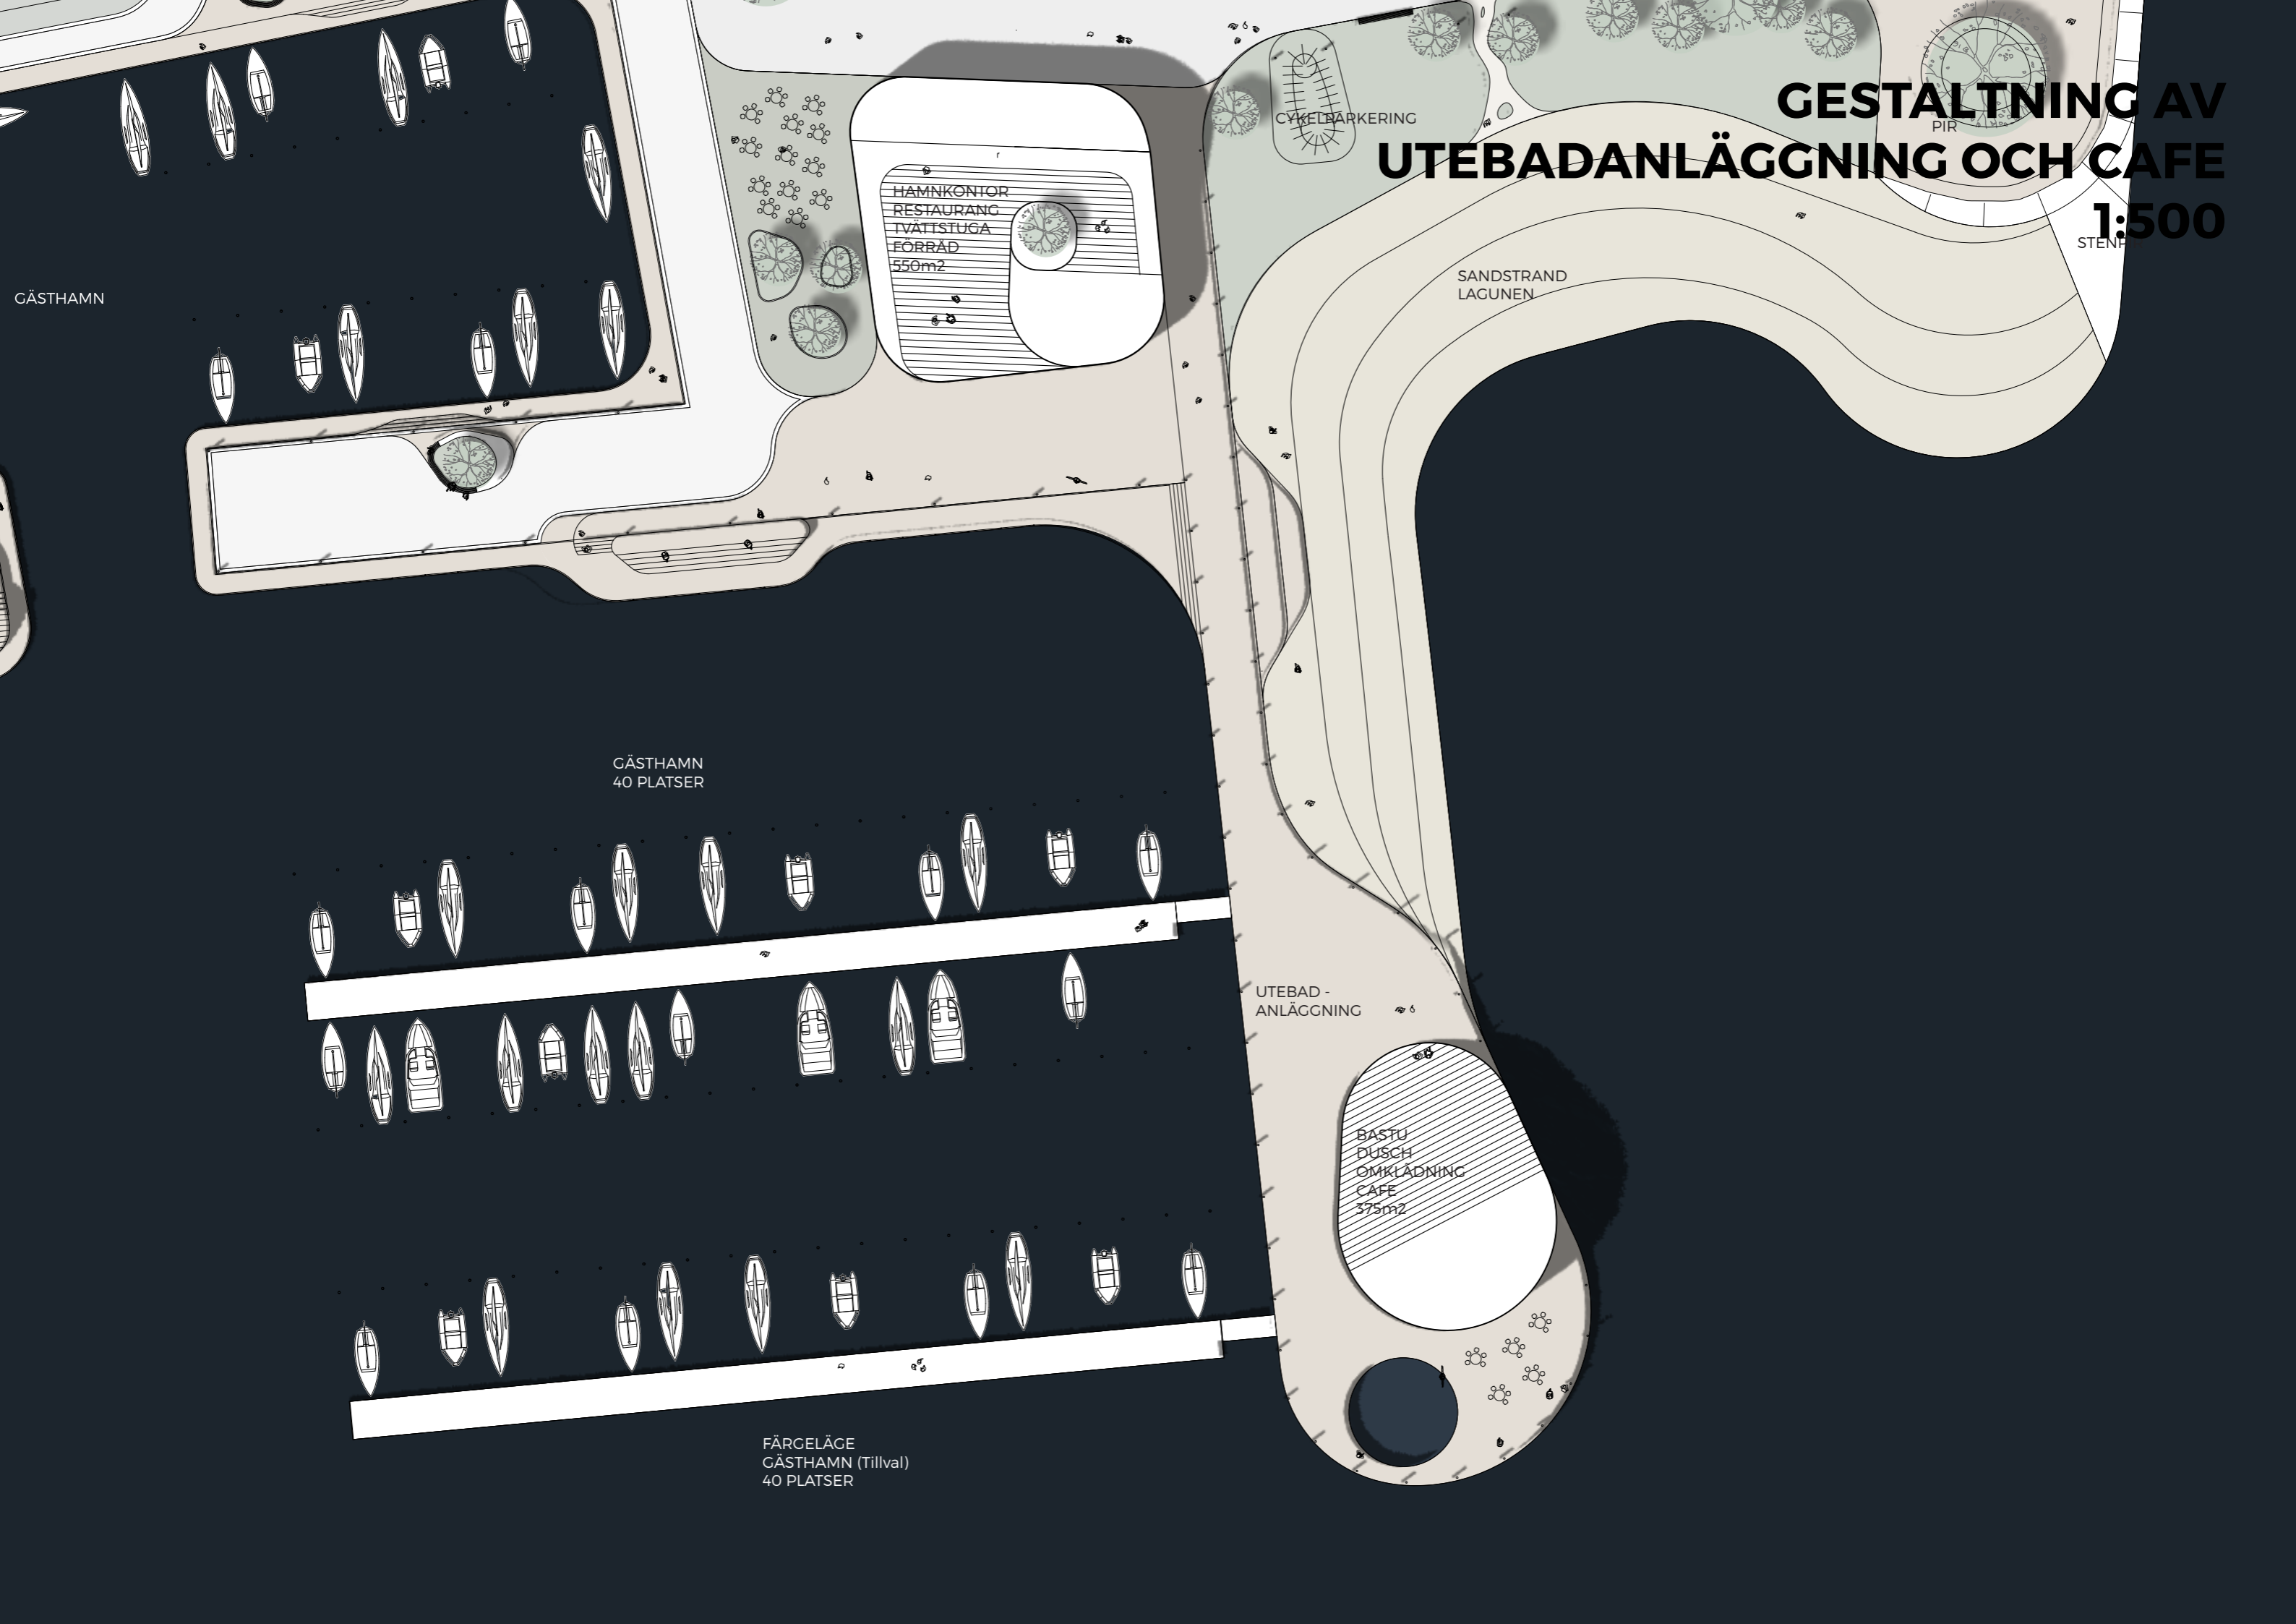 GESTALTNING AV
UTEBADANLÄGGNING OCH CAFE
1:500
CYKELPARKERING
PIR
HAMNKONTOR
RESTAURANG
TVÄTTSTUGA
FÖRRÅD
550m2
SANDSTRAND
LAGUNEN
GÄSTHAMN
GÄSTHAMN
40 PLATSER
UTEBAD -
ANLÄGGNING
BASTU
DUSCH
OMKLÄDNING
CAFE
375m2
FÄRGELÄGE
GÄSTHAMN (Tillval)
40 PLATSER